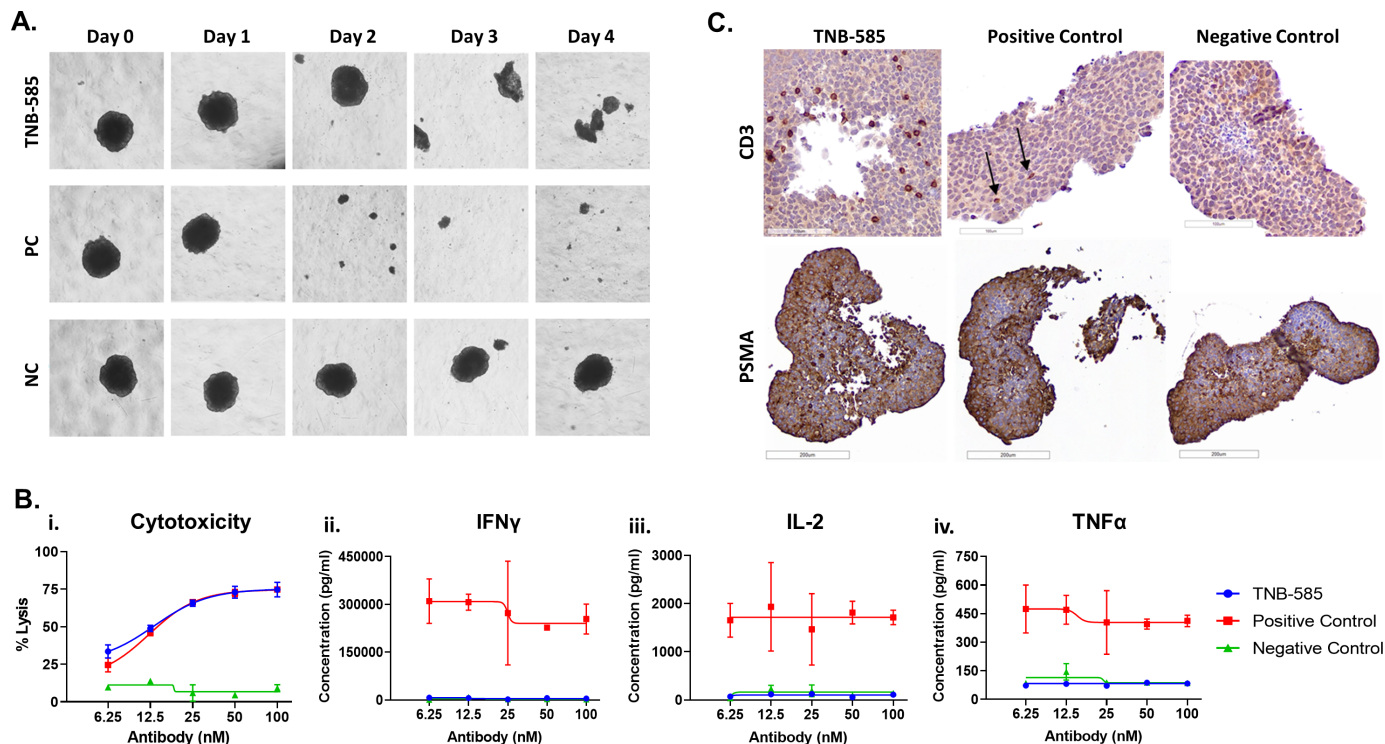 A.
Day 0 Day 1 Day 2 Day 3 Day 4
TNB-585
PC
NC
C.
TNB-585 Positive Control Negative Control
CD3
100um 100um 100um
PSMA
200um 200um 200um
B.
i. Cytotoxicity
% Lysis
100
75
50
25
0
6.25 12.5 25 50 100
Antibody (nM)
ii. IFNγ
Concentration (pg/ml)
450000
300000
150000
0
6.25 12.5 25 50 100
Antibody (nM)
iii. IL-2
Concentration (pg/ml)
3000
2000
1000
0
6.25 12.5 25 50 100
Antibody (nM)
iv. TNFα
Concentration (pg/ml)
750
600
450
300
150
0
6.25 12.5 25 50 100
Antibody (nM)
TNB-585
Positive Control
Negative Control